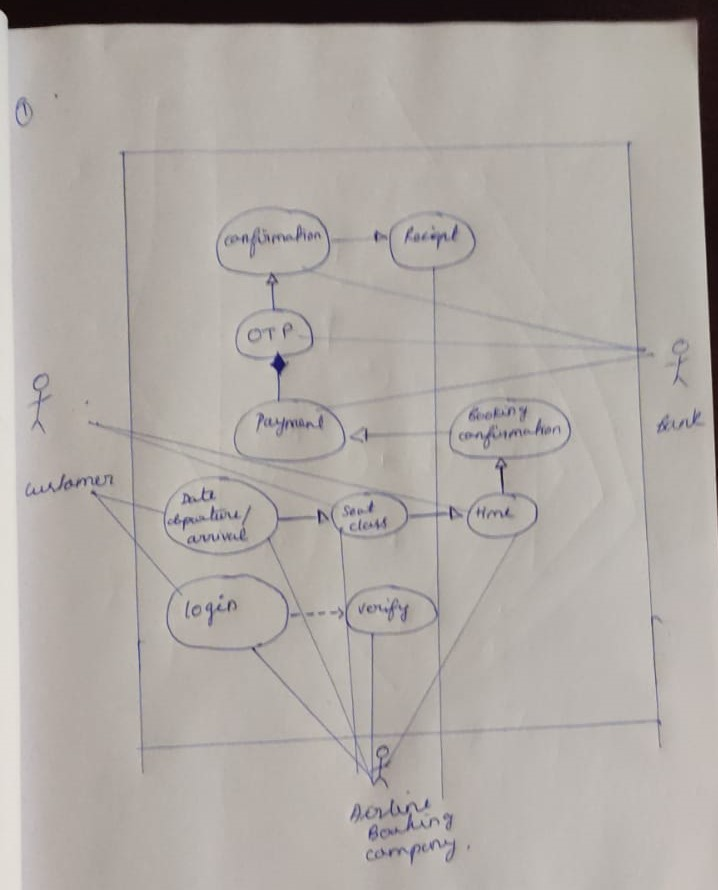 1
confirmation
Reciept
OTP
Payment
Booking
confirmation
Bank
customer
Date
departure/
arrival
Seat
class
time
login
verify
Airline
Booking
company.